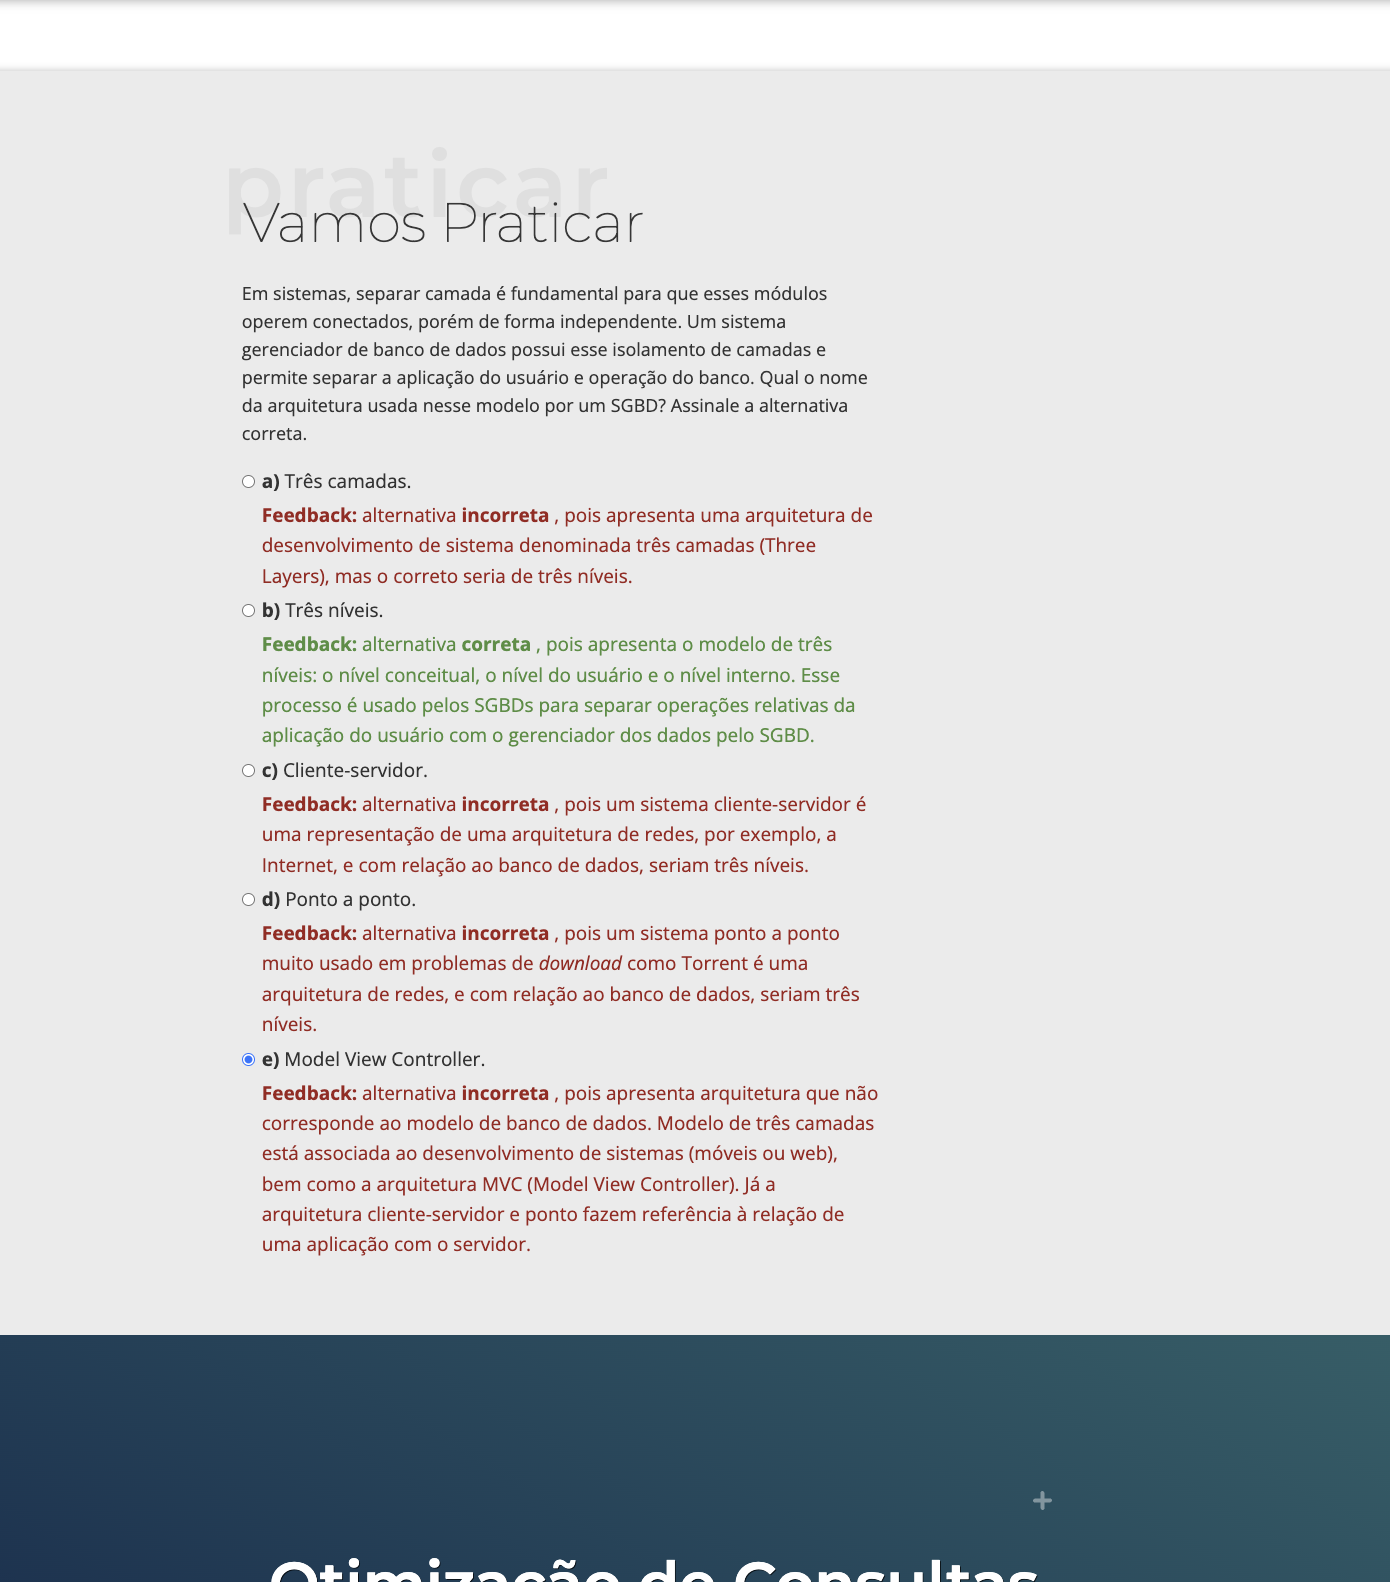 praticar
Vamos Praticar
Em sistemas, separar camada é fundamental para que esses módulos
operem conectados, porém de forma independente. Um sistema
gerenciador de banco de dados possui esse isolamento de camadas e
permite separar a aplicação do usuário e operação do banco. Qual o nome
da arquitetura usada nesse modelo por um SGBD? Assinale a alternativa
correta.
a) Três camadas.
Feedback: alternativa incorreta , pois apresenta uma arquitetura de
desenvolvimento de sistema denominada três camadas (Three
Layers), mas o correto seria de três níveis.
b) Três níveis.
Feedback: alternativa correta , pois apresenta o modelo de três
níveis: o nível conceitual, o nível do usuário e o nível interno. Esse
processo é usado pelos SGBDs para separar operações relativas da
aplicação do usuário com o gerenciador dos dados pelo SGBD.
c) Cliente-servidor.
Feedback: alternativa incorreta , pois um sistema cliente-servidor é
uma representação de uma arquitetura de redes, por exemplo, a
Internet, e com relação ao banco de dados, seriam três níveis.
d) Ponto a ponto.
Feedback: alternativa incorreta , pois um sistema ponto a ponto
muito usado em problemas de download como Torrent é uma
arquitetura de redes, e com relação ao banco de dados, seriam três
níveis.
e) Model View Controller.
Feedback: alternativa incorreta , pois apresenta arquitetura que não
corresponde ao modelo de banco de dados. Modelo de três camadas
está associada ao desenvolvimento de sistemas (móveis ou web),
bem como a arquitetura MVC (Model View Controller). Já a
arquitetura cliente-servidor e ponto fazem referência à relação de
uma aplicação com o servidor.
Otimização de Consultas